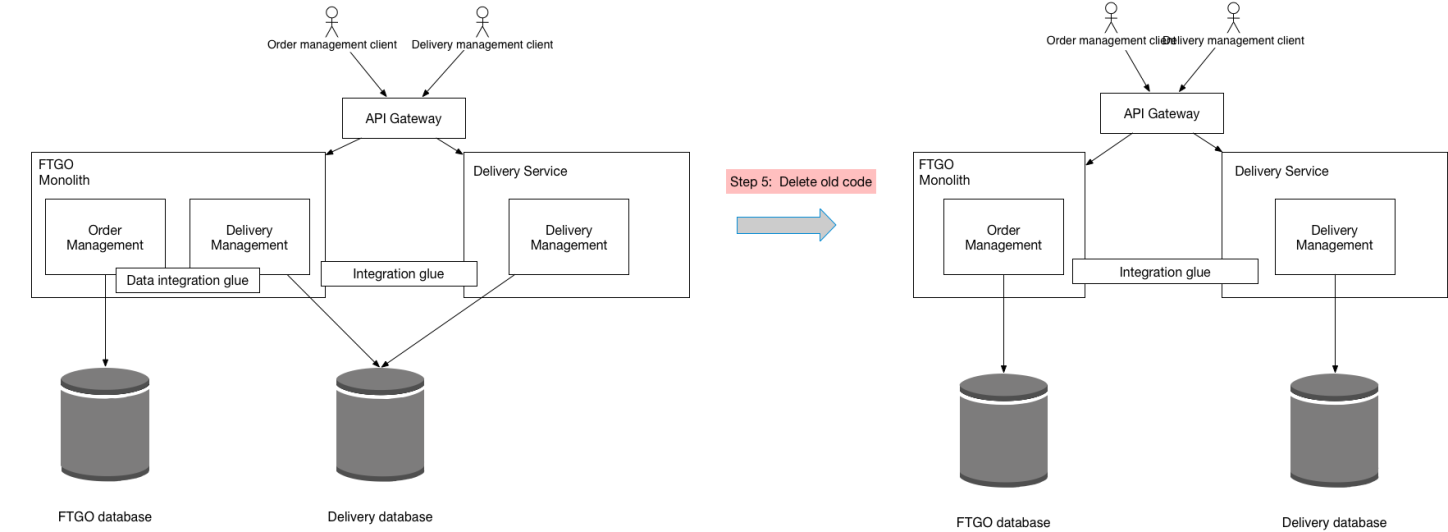 Order management client
Delivery management client
API Gateway
FTGO
Monolith
Delivery Service
Order
Management
Delivery
Management
Delivery
Management
Data integration glue
Integration glue
FTGO database
Delivery database
Step 5:  Delete old code
Order management client
Delivery management client
API Gateway
FTGO
Monolith
Delivery Service
Order
Management
Delivery
Management
Integration glue
FTGO database
Delivery database